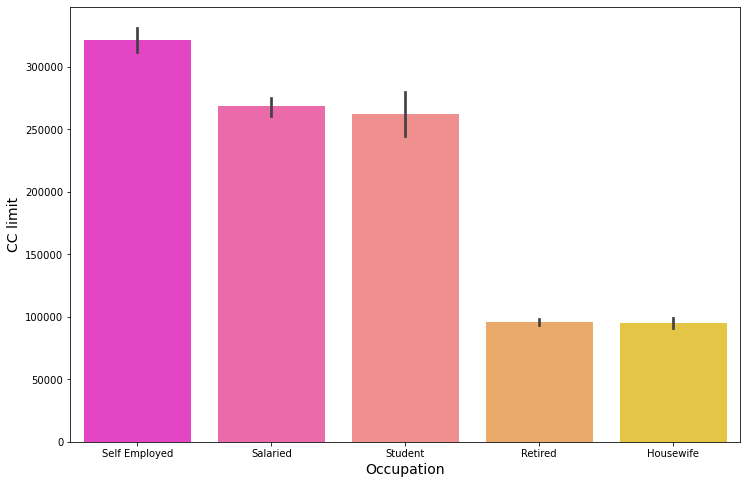 300000
250000
200000
150000
100000
50000
0
CC limit
Self Employed Salaried Student Retired Housewife
Occupation